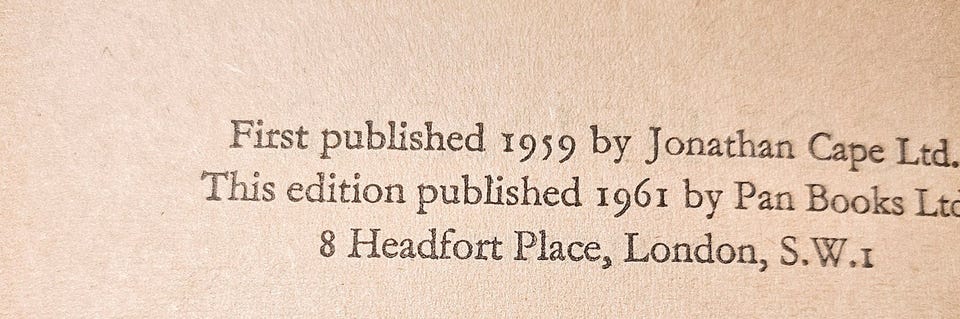 First published 1959 by Jonathan Cape Ltd.
This edition published 1961 by Pan Books Ltd
8 Headfort Place, London, S.W.1